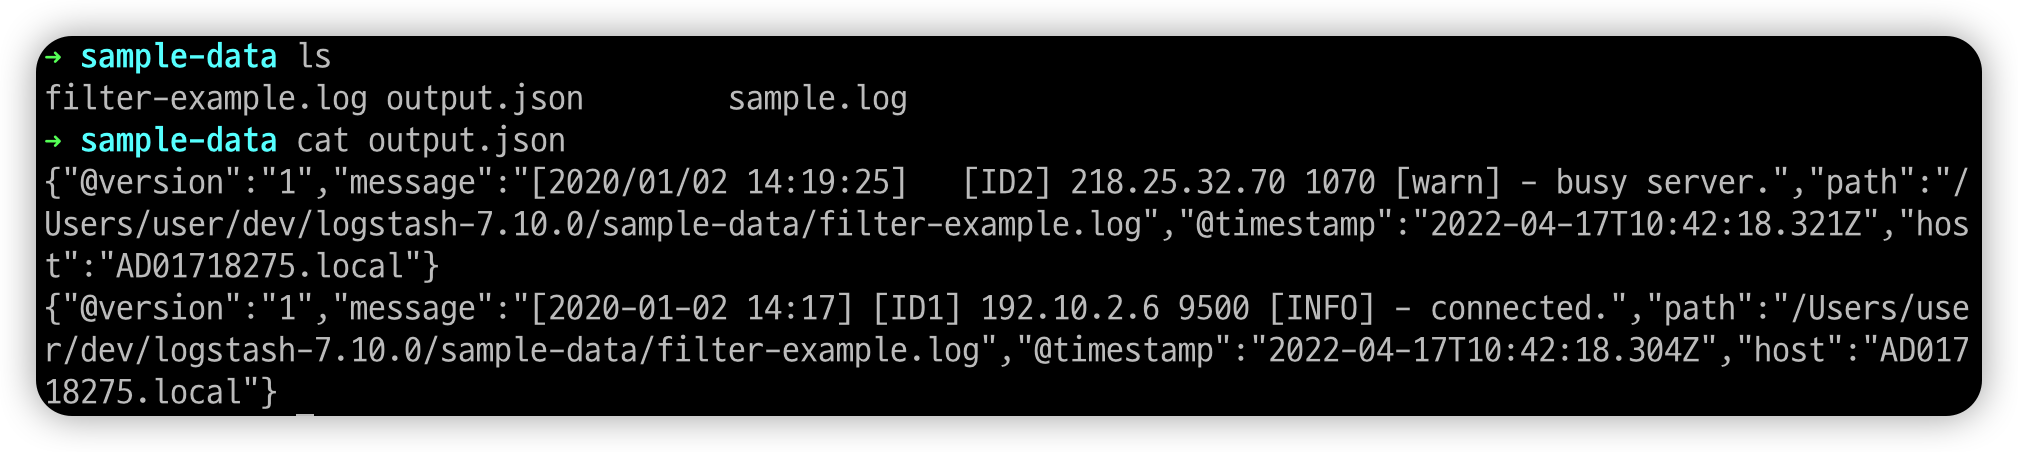 → sample-data ls
filter-example.log output.json        sample.log
→ sample-data cat output.json
{"@version":"1","message":"[2020/01/02 14:19:25]   [ID2] 218.25.32.70 1070 [warn] - busy server.","path":"/
Users/user/dev/logstash-7.10.0/sample-data/filter-example.log","@timestamp":"2022-04-17T10:42:18.321Z","hos
t":"AD01718275.local"}
{"@version":"1","message":"[2020-01-02 14:17] [ID1] 192.10.2.6 9500 [INFO] - connected.","path":"/Users/use
r/dev/logstash-7.10.0/sample-data/filter-example.log","@timestamp":"2022-04-17T10:42:18.304Z","host":"AD017
18275.local"}